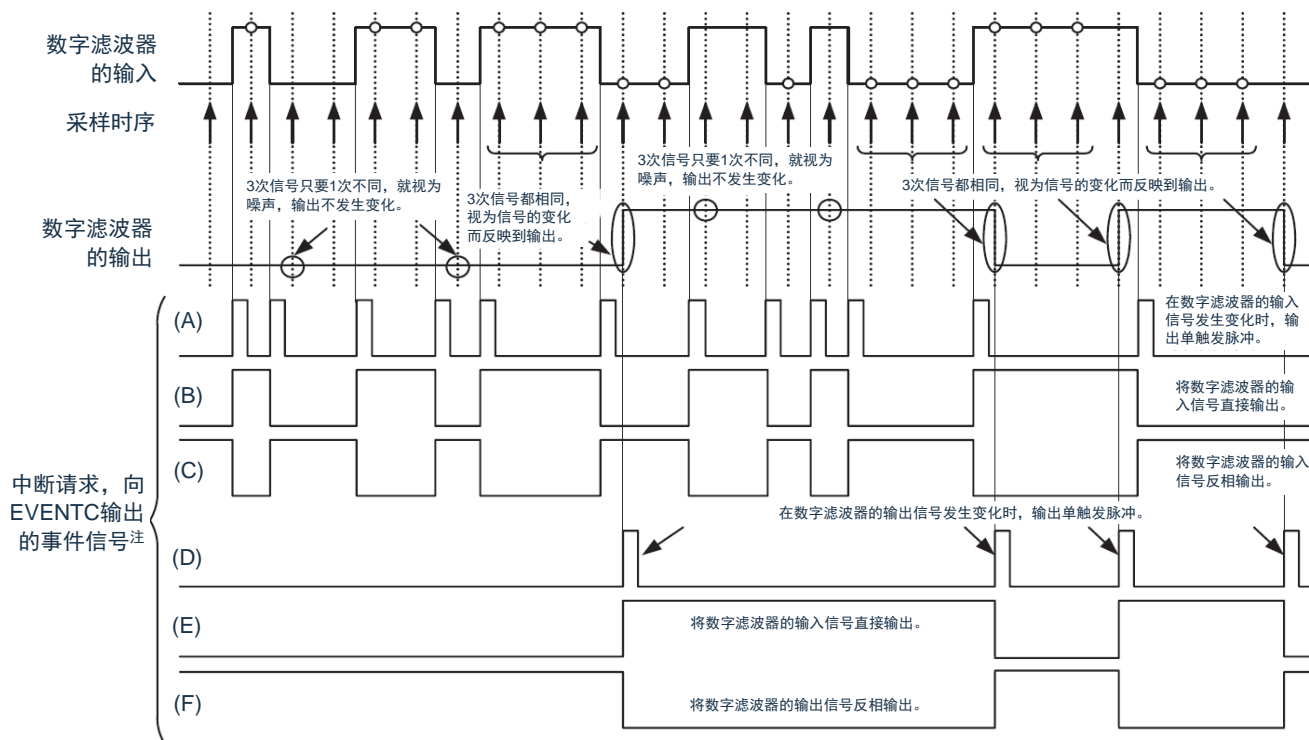 数字滤波器
的输入
采样时序
3次信号只要1次不同，就视为
噪声，输出不发生变化。
3次信号都相同，
视为信号的变化
而反映到输出。
3次信号只要1次不同，就视为
噪声，输出不发生变化。
3次信号都相同，视为信号的变化而反映到输出。
数字滤波器
的输出
(A)
在数字滤波器的输入
信号发生变化时，输
出单触发脉冲。
(B)
将数字滤波器的输
入信号直接输出。
(C)
将数字滤波器的输入
信号反相输出。
中断请求，向
EVENTC输出
的事件信号注
在数字滤波器的输出信号发生变化时，输出单触发脉冲。
(D)
(E)
将数字滤波器的输入信号直接输出。
(F)
将数字滤波器的输出信号反相输出。